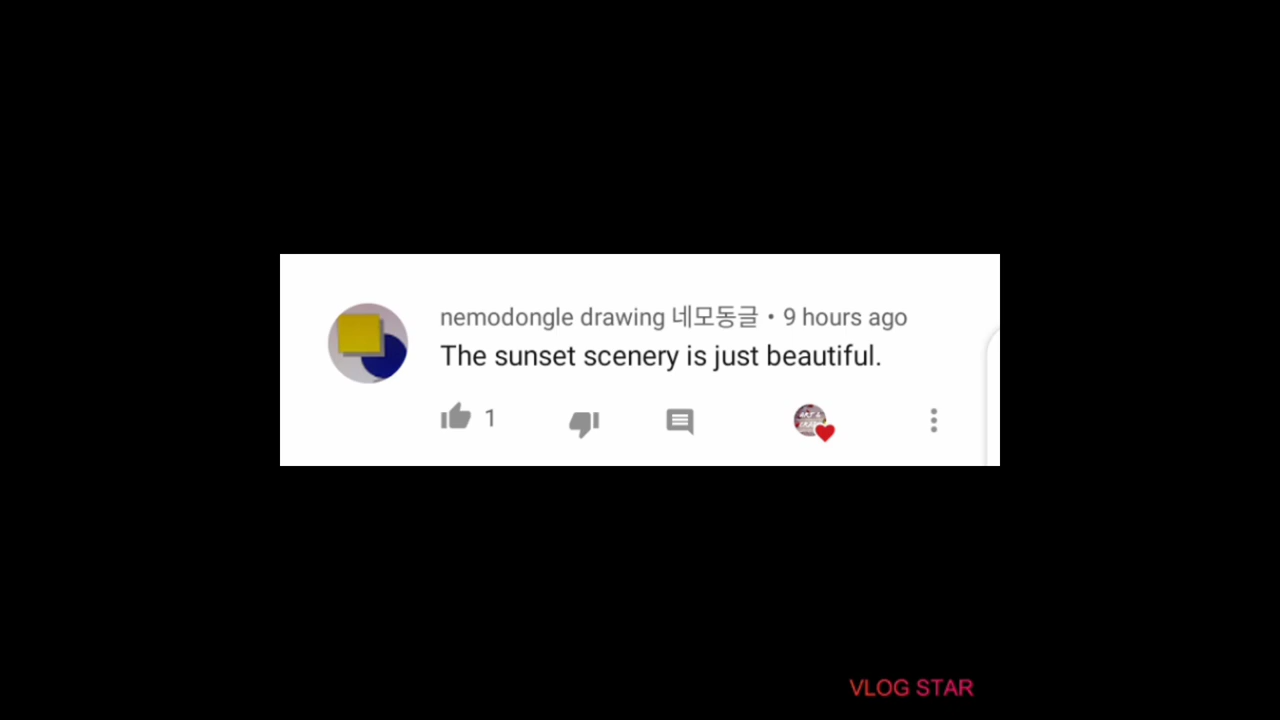 nemodongle drawing 네모동글 • 9 hours ago
The sunset scenery is just beautiful.
1
VLOG STAR